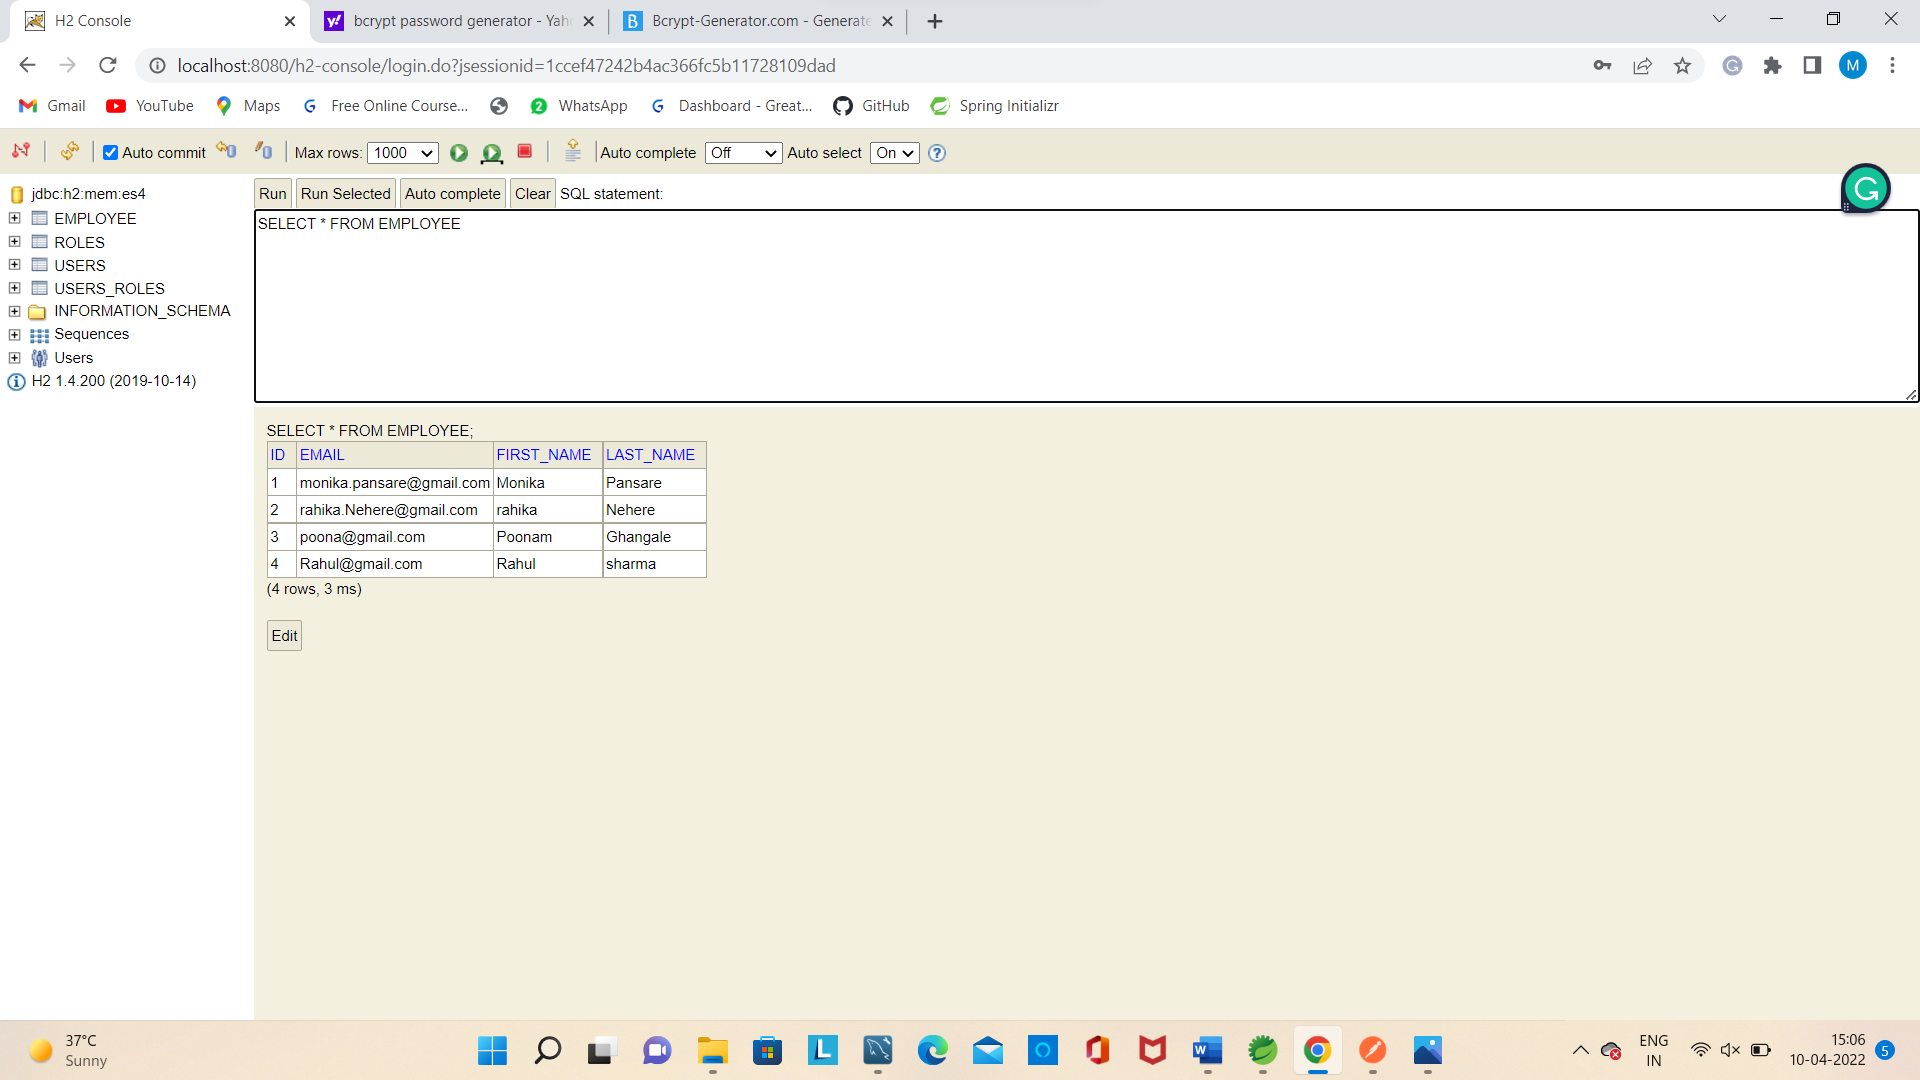 H2 Console
bcrypt password generator - Yah
Bcrypt-Generator.com - Generate
localhost:8080/h2-console/login.do?jsessionid=1ccef47242b4ac366fc5b11728109dad
M
Gmail YouTube Maps Free Online Course... 2 WhatsApp Dashboard - Great... GitHub Spring Initializr
Auto commit Max rows: 1000 Auto complete Off Auto select On ?
jdbc:h2:mem:es4
EMPLOYEE
ROLES
USERS
USERS_ROLES
INFORMATION_SCHEMA
Sequences
Users
H2 1.4.200 (2019-10-14)
Run Run Selected Auto complete Clear SQL statement:
SELECT * FROM EMPLOYEE
SELECT * FROM EMPLOYEE;
ID EMAIL FIRST_NAME LAST_NAME
1 monika.pansare@gmail.com Monika Pansare
2 rahika.Nehere@gmail.com rahika Nehere
3 poona@gmail.com Poonam Ghangale
4 Rahul@gmail.com Rahul sharma
(4 rows, 3 ms)
Edit
37°C
Sunny
ENG
IN
15:06
10-04-2022
5